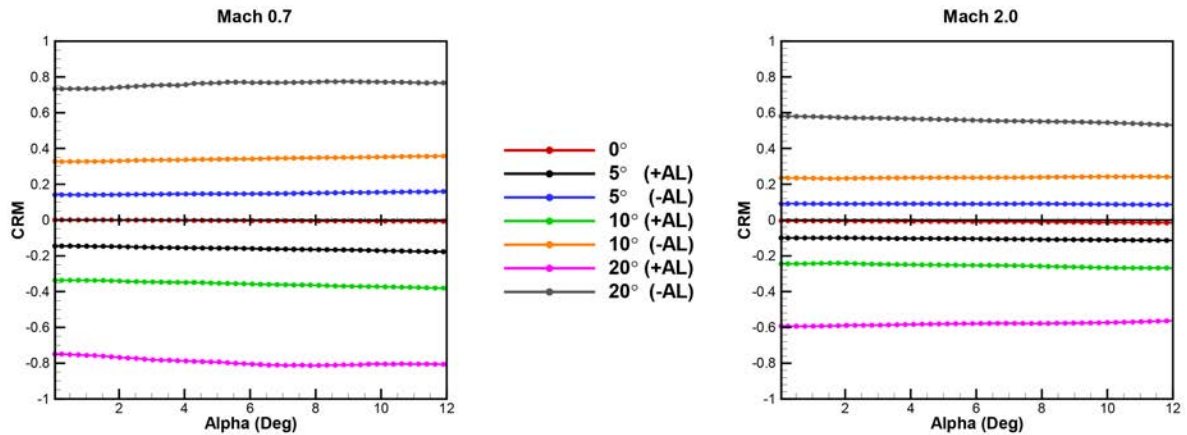 Mach 0.7
1
0.8
0.6
0.4
0.2
0
-0.2
-0.4
-0.6
-0.8
-1
CRM
2 4 6 8 10 12
Alpha (Deg)
0°
5° (+AL)
5° (-AL)
10° (+AL)
10° (-AL)
20° (+AL)
20° (-AL)
Mach 2.0
1
0.8
0.6
0.4
0.2
0
-0.2
-0.4
-0.6
-0.8
-1
CRM
2 4 6 8 10 12
Alpha (Deg)